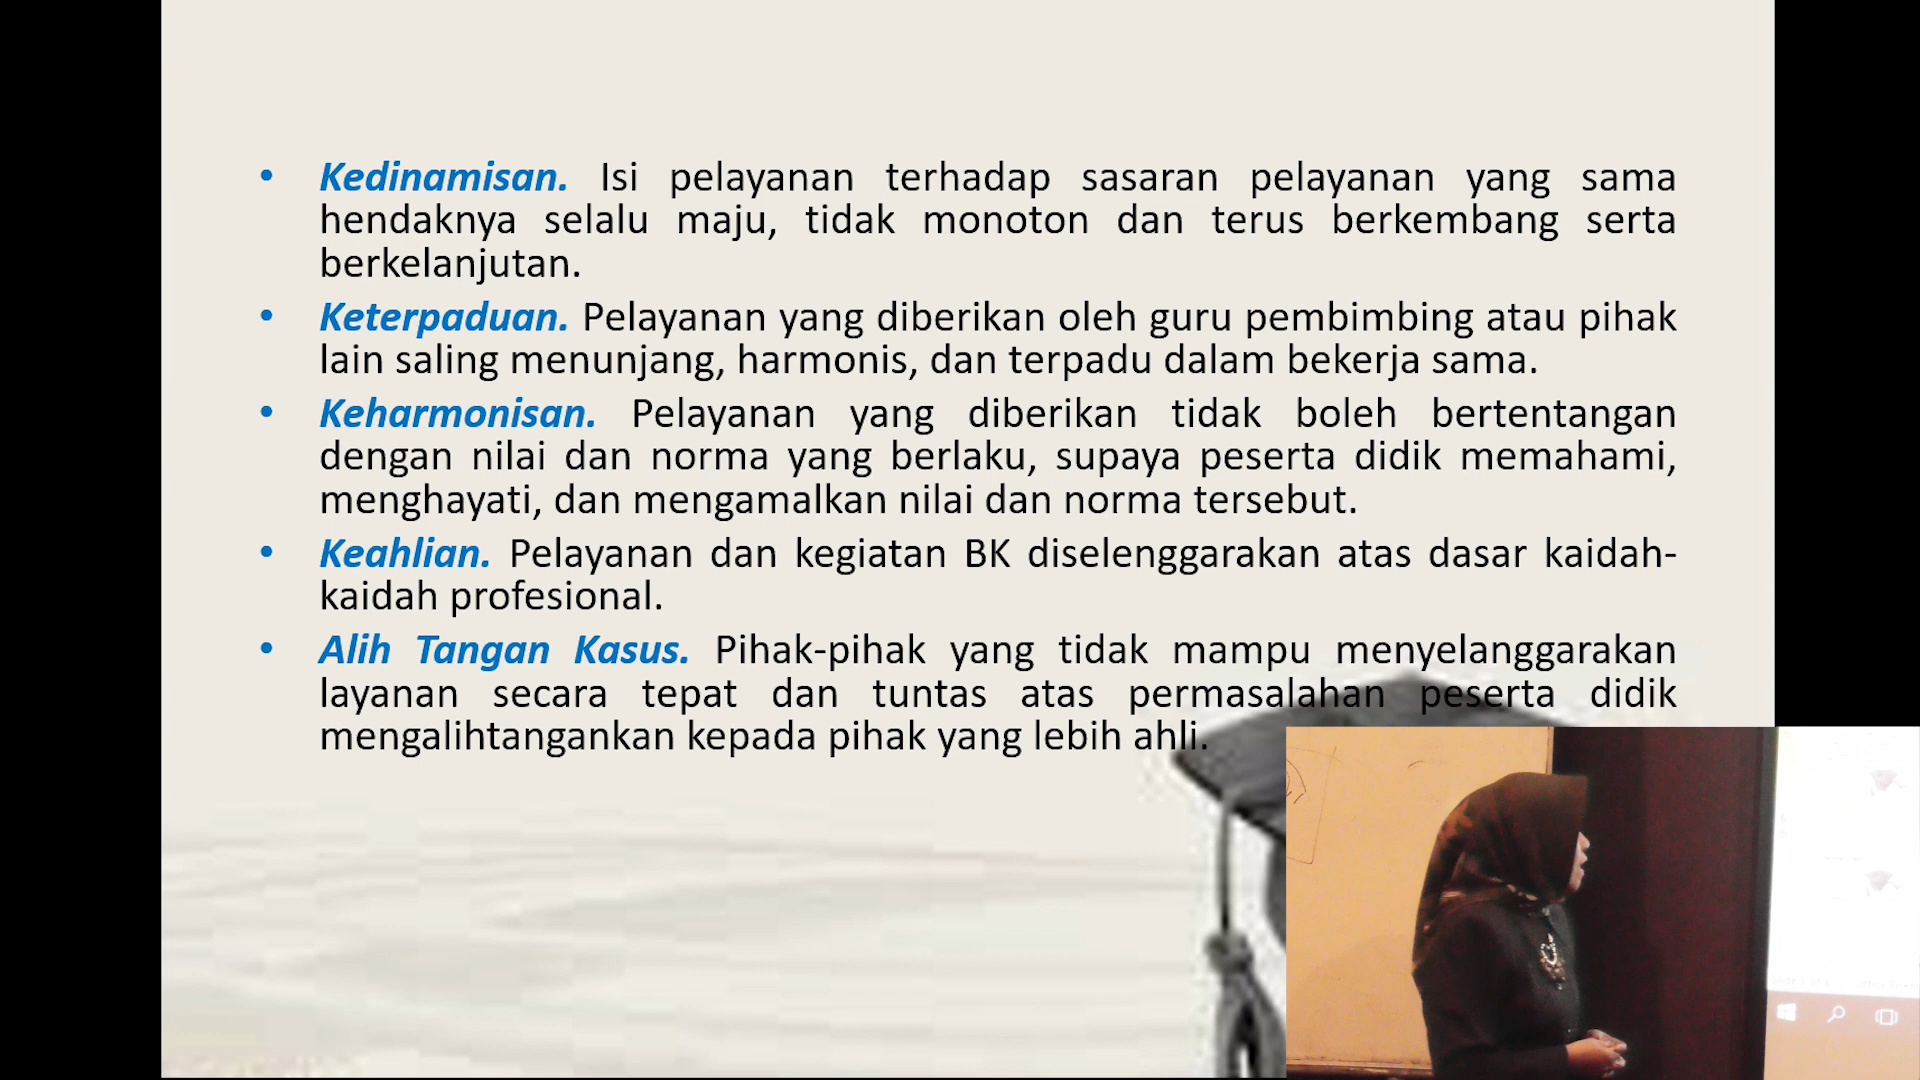 • Kedinamisan. Isi pelayanan terhadap sasaran pelayanan yang sama
hendaknya selalu maju, tidak monoton dan terus berkembang serta
berkelanjutan.
• Keterpaduan. Pelayanan yang diberikan oleh guru pembimbing atau pihak
lain saling menunjang, harmonis, dan terpadu dalam bekerja sama.
• Keharmonisan. Pelayanan yang diberikan tidak boleh bertentangan
dengan nilai dan norma yang berlaku, supaya peserta didik memahami,
menghayati, dan mengamalkan nilai dan norma tersebut.
• Keahlian. Pelayanan dan kegiatan BK diselenggarakan atas dasar kaidah-
kaidah profesional.
• Alih Tangan Kasus. Pihak-pihak yang tidak mampu menyelanggarakan
layanan secara tepat dan tuntas atas permasalahan peserta didik
mengalihtangankan kepada pihak yang lebih ahli.